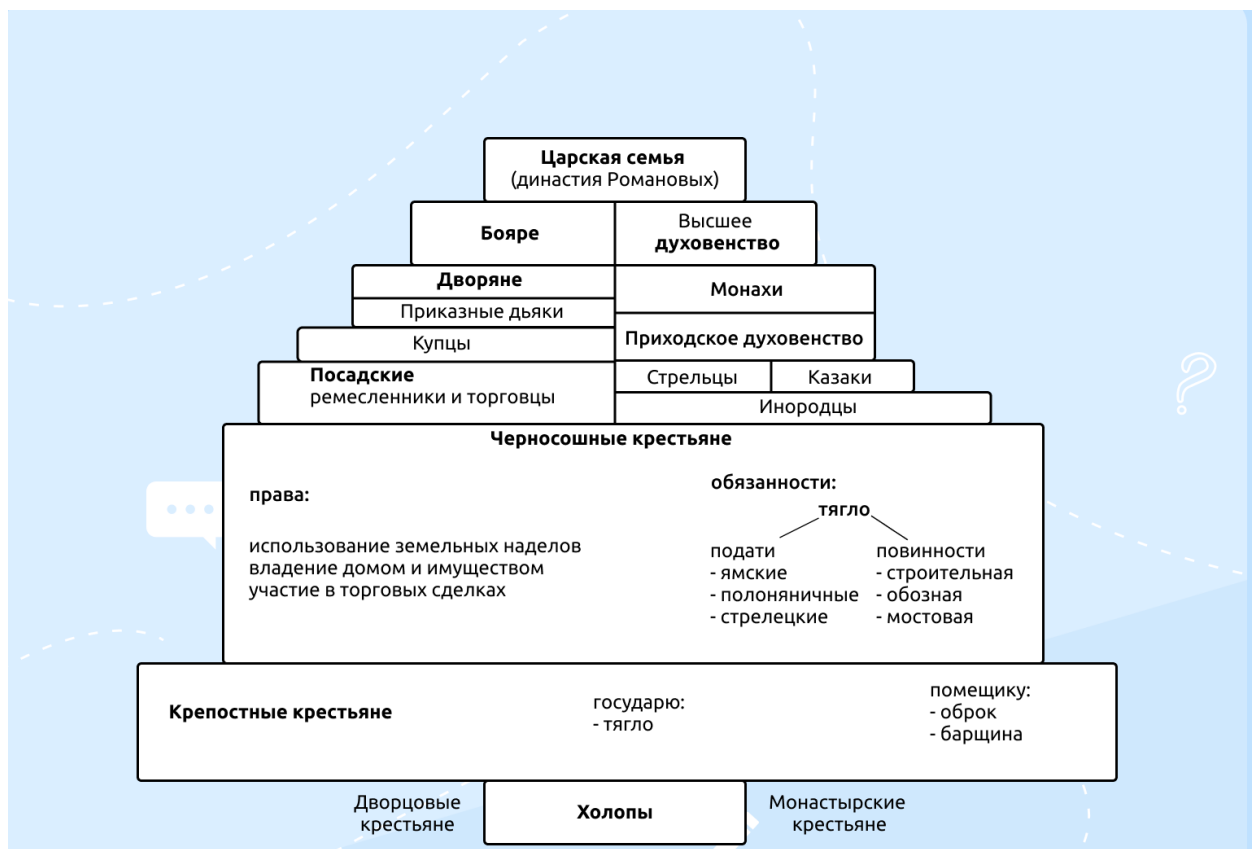 Царская семья
(династия Романовых)
Бояре
Высшее
духовенство
Дворяне
Приказные дьяки
Купцы
Монахи
Приходское духовенство
Посадские
ремесленники и торговцы
Стрельцы
Казаки
Инородцы
Черносошные крестьяне
права:
использование земельных наделов
владение домом и имуществом
участие в торговых сделках
обязанности:
тягло
подати
- ямские
- полоняничные
- стрелецкие
повинности
- строительная
- обозная
- мостовая
Крепостные крестьяне
государю:
- тягло
помещику:
- оброк
- барщина
Дворцовые
крестьяне
Холопы
Монастырские
крестьяне